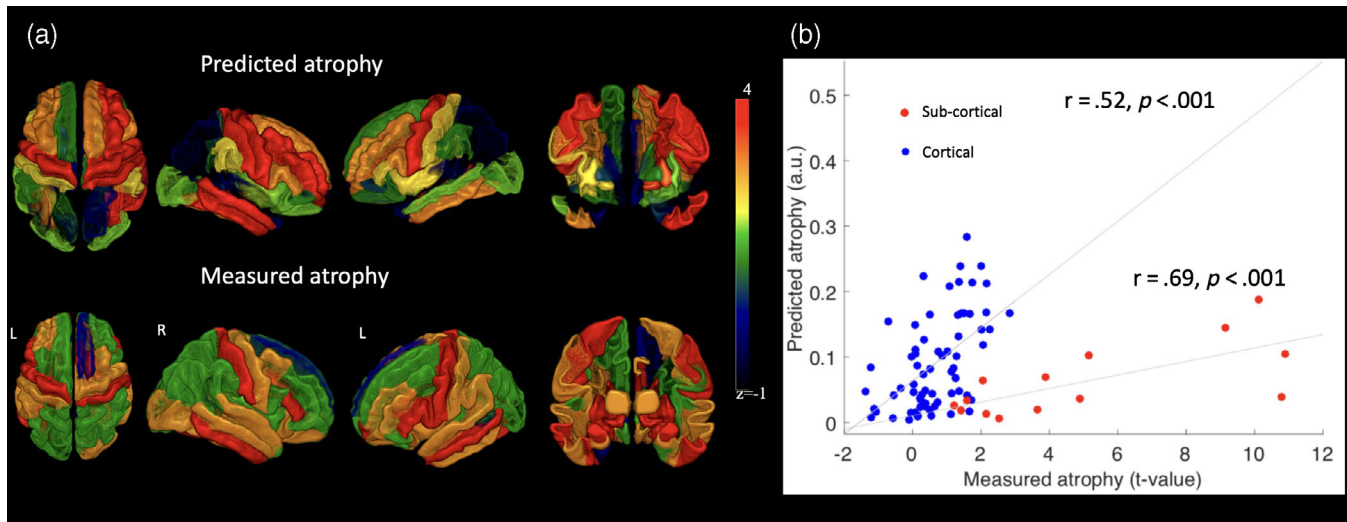 (a)
Predicted atrophy
4
Measured atrophy
L
R
L
z=-1
(b)
0.5
0.4
0.3
0.2
0.1
0
Predicted atrophy (a.u.)
Sub-cortical
Cortical
r = .52, p < .001
r = .69, p < .001
-2 0 2 4 6 8 10 12
Measured atrophy (t-value)